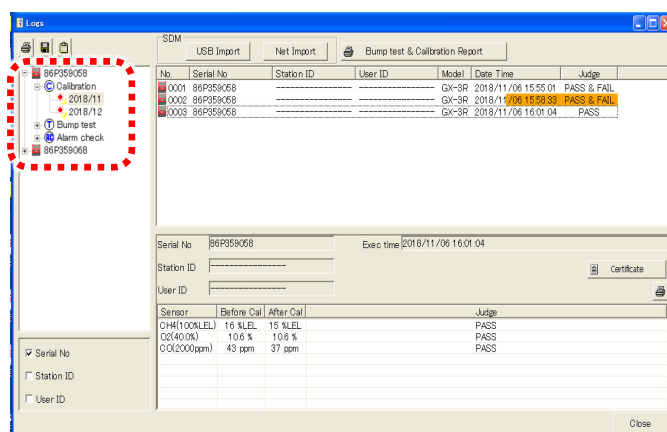 Logs
SDM
USB Import Net Import Bump test & Calibration Report
86P359058
C Calibration
2018/11
2018/12
T Bump test
AC Alarm check
86P359068
No. Serial No Station ID User ID Model Date Time Judge
0001 86P359058 ---------------- ---------------- GX-3R 2018/11/06 15:55:01 PASS & FAIL
0002 86P359058 ---------------- ---------------- GX-3R 2018/11/06 15:58:33 PASS & FAIL
0003 86P359058 ---------------- ---------------- GX-3R 2018/11/06 16:01:04 PASS
Serial No 86P359058 Exec time 2018/11/06 16:01:04
Station ID ----------------
Certificate
User ID ----------------
Sensor Before Cal After Cal Judge
CH4(100%LEL) 16 %LEL 15 %LEL PASS
O2(40.0%) 10.6 % 10.6 % PASS
CO(2000ppm) 43 ppm 37 ppm PASS
Serial No
Station ID
User ID
Close